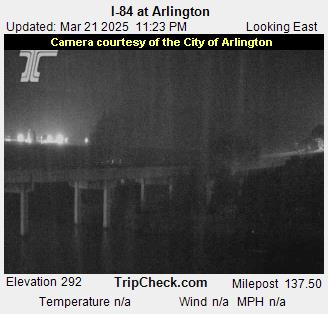 I-84 at Arlington
Updated: Mar 21 2025 11:23 PM Looking East
Camera courtesy of the City of Arlington
Elevation 292 TripCheck.com Milepost 137.50
Temperature n/a Wind n/a MPH n/a